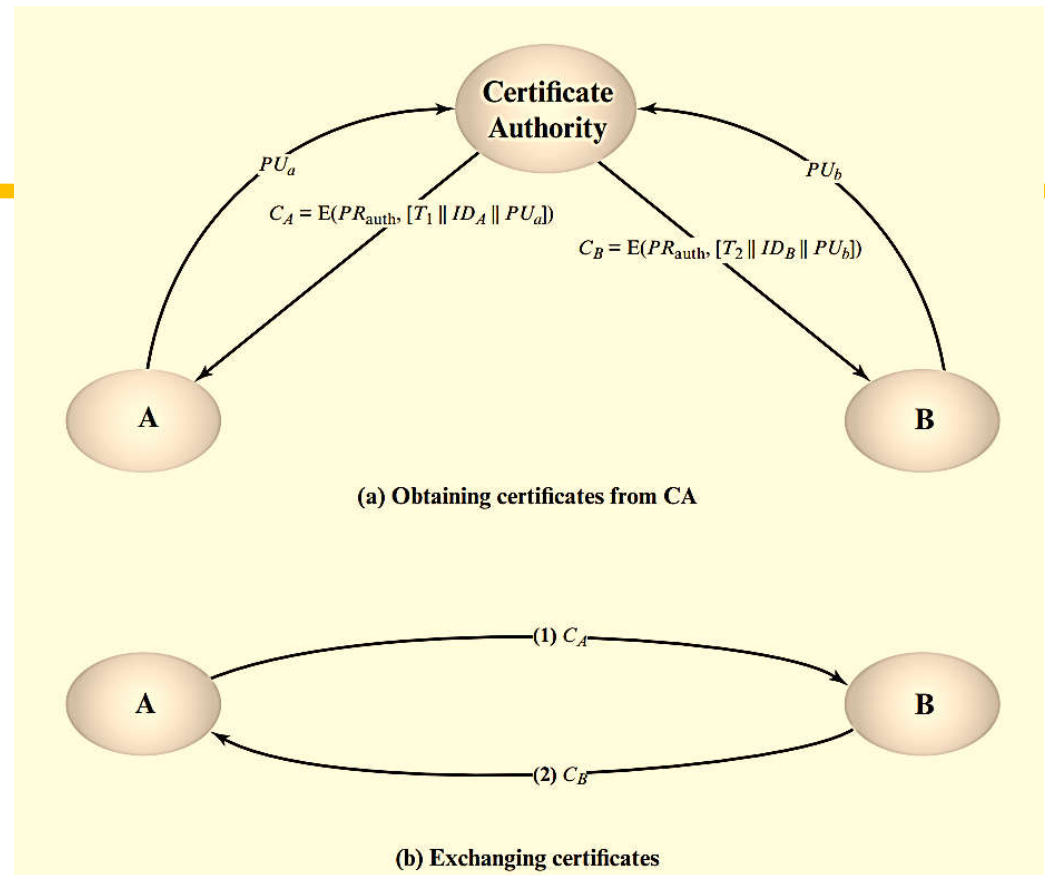 Certificate
Authority
PUa
PUb
CA = E(PRauth, [T1 || IDA || PUa])
CB = E(PRauth, [T2 || IDB || PUb])
A
B
(a) Obtaining certificates from CA
(1) CA
A
B
(2) CB
(b) Exchanging certificates